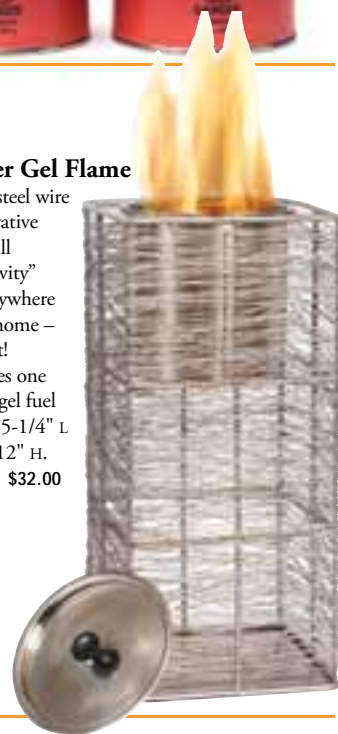 er Gel Flame
steel wire
ative
ll
vity”
ywhere
home –
t!
es one
gel fuel
5-1/4" L
12" H.
$32.00